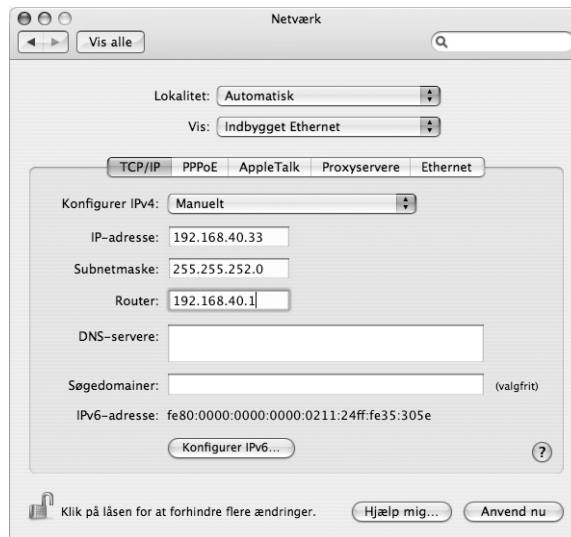 Netværk
Vis alle
Lokalitet: Automatisk
Vis: Indbygget Ethernet
TCP/IP PPPoE AppleTalk Proxyservere Ethernet
Konfigurer IPv4: Manuelt
IP-adresse: 192.168.40.33
Subnetmaske: 255.255.252.0
Router: 192.168.40.1
DNS-servere:
Søgedomainer: (valgfrit)
IPv6-adresse: fe80:0000:0000:0000:0211:24ff:fe35:305e
Konfigurer IPv6...
?
Klik på låsen for at forhindre flere ændringer. Hjælp mig... Anvend nu